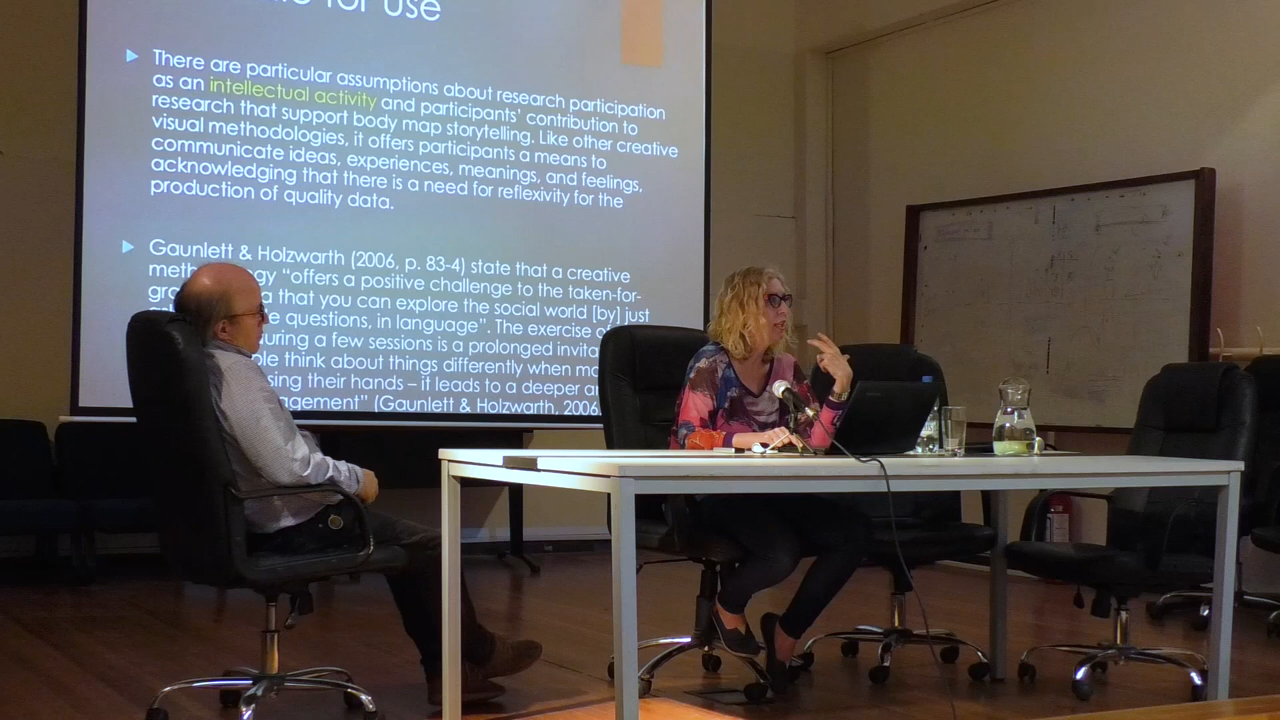 for use
There are particular assumptions about research participation
as an intellectual activity and participants' contribution to
research that support body map storytelling. Like other creative
visual methodologies, it offers participants a means to
communicate ideas, experiences, meanings, and feelings,
acknowledging that there is a need for reflexivity for the
production of quality data.
Gaunlett & Holzwarth (2006, p. 83-4) state that a creative
"offers a positive challenge to the taken-for-
that you can explore the social world [by] just
questions, in language". The exercise of
during a few sessions is a prolonged
think about things differently when
their hands – it leads to a deeper
(Gaunlett & Holzwarth, 2006,